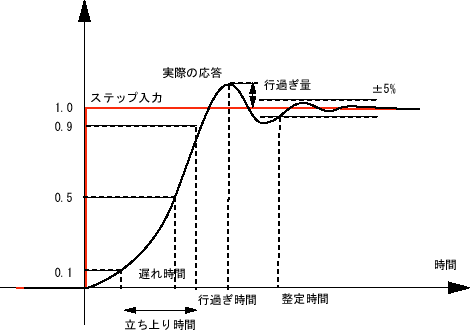 実際の応答
行過ぎ量
±5%
ステップ入力
1.0
0.9
0.5
0.1
遅れ時間
時間
行過ぎ時間
整定時間
立ち上り時間